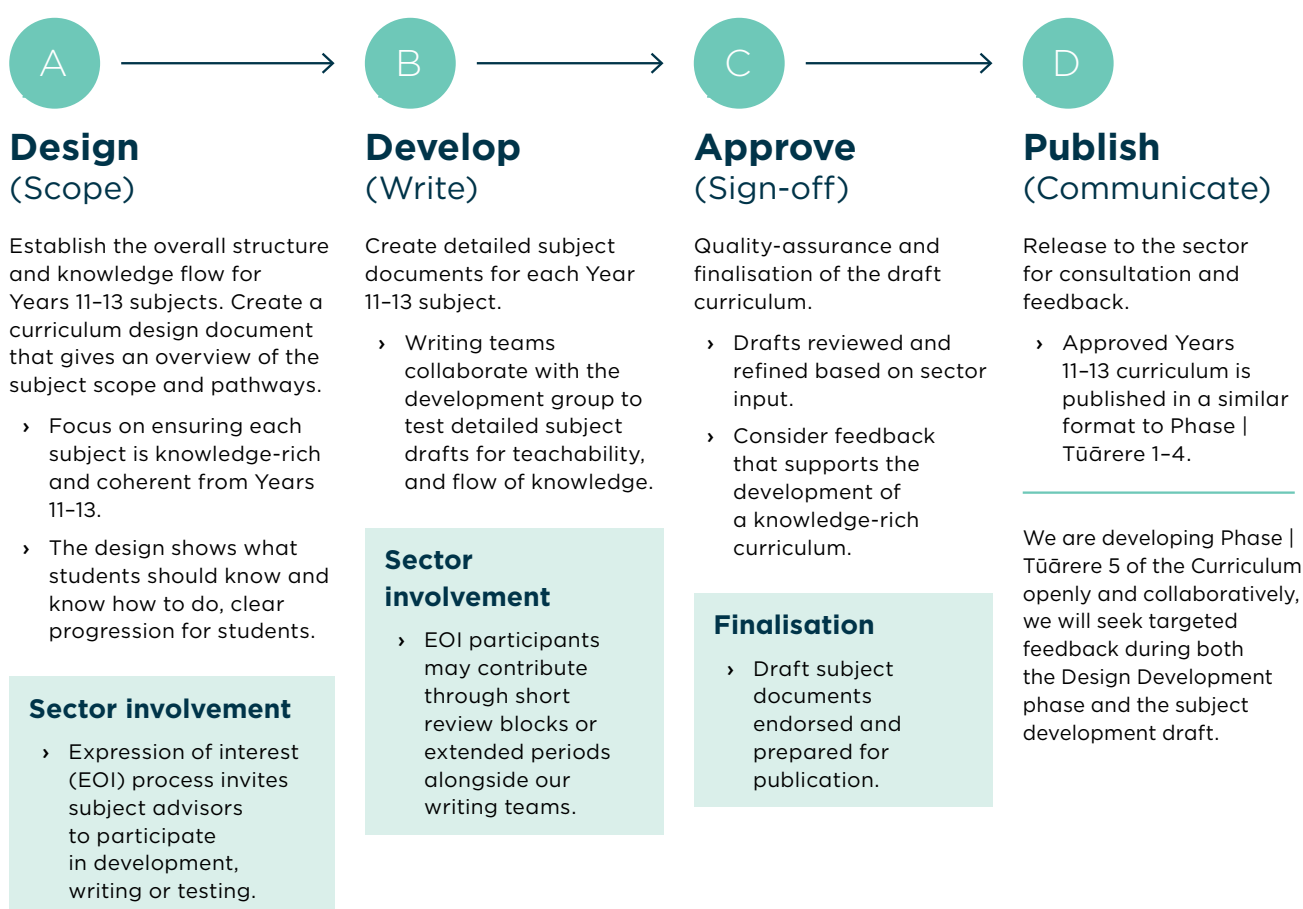 A
Design
(Scope)
Establish the overall structure
and knowledge flow for
Years 11–13 subjects. Create a
curriculum design document
that gives an overview of the
subject scope and pathways.
› Focus on ensuring each
subject is knowledge-rich
and coherent from Years
11–13.
› The design shows what
students should know and
know how to do, clear
progression for students.
Sector involvement
› Expression of interest
(EOI) process invites
subject advisors
to participate
in development,
writing or testing.
B
Develop
(Write)
Create detailed subject
documents for each Year
11–13 subject.
› Writing teams
collaborate with the
development group to
test detailed subject
drafts for teachability,
and flow of knowledge.
Sector
involvement
› EOI participants
may contribute
through short
review blocks or
extended periods
alongside our
writing teams.
C
Approve
(Sign-off)
Quality-assurance and
finalisation of the draft
curriculum.
› Drafts reviewed and
refined based on sector
input.
› Consider feedback
that supports the
development of
a knowledge-rich
curriculum.
Finalisation
› Draft subject
documents
endorsed and
prepared for
publication.
D
Publish
(Communicate)
Release to the sector
for consultation and
feedback.
› Approved Years
11–13 curriculum is
published in a similar
format to Phase |
Tūārere 1–4.
We are developing Phase |
Tūārere 5 of the Curriculum
openly and collaboratively,
we will seek targeted
feedback during both
the Design Development
phase and the subject
development draft.